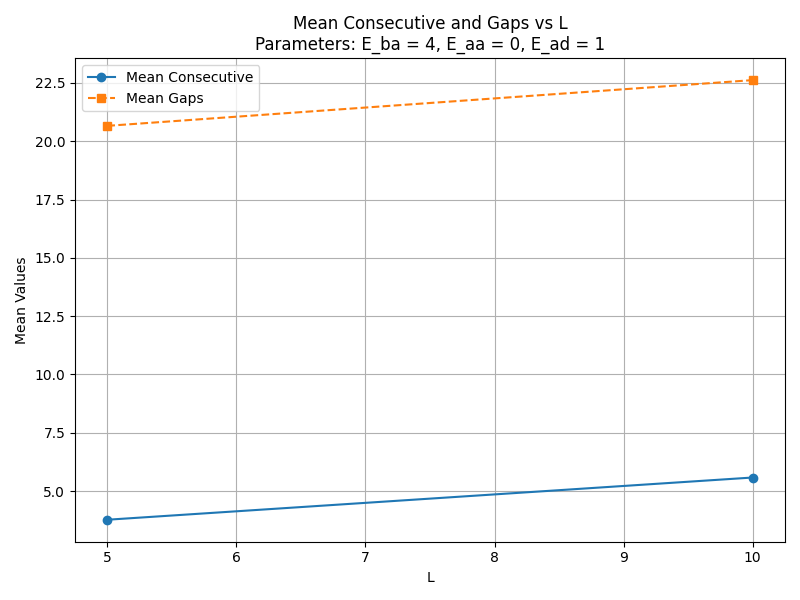 Mean Consecutive and Gaps vs L
Parameters: E_ba = 4, E_aa = 0, E_ad = 1
Mean Consecutive
Mean Gaps
22.5
20.0
17.5
15.0
12.5
10.0
7.5
5.0
Mean Values
5 6 7 8 9 10
L